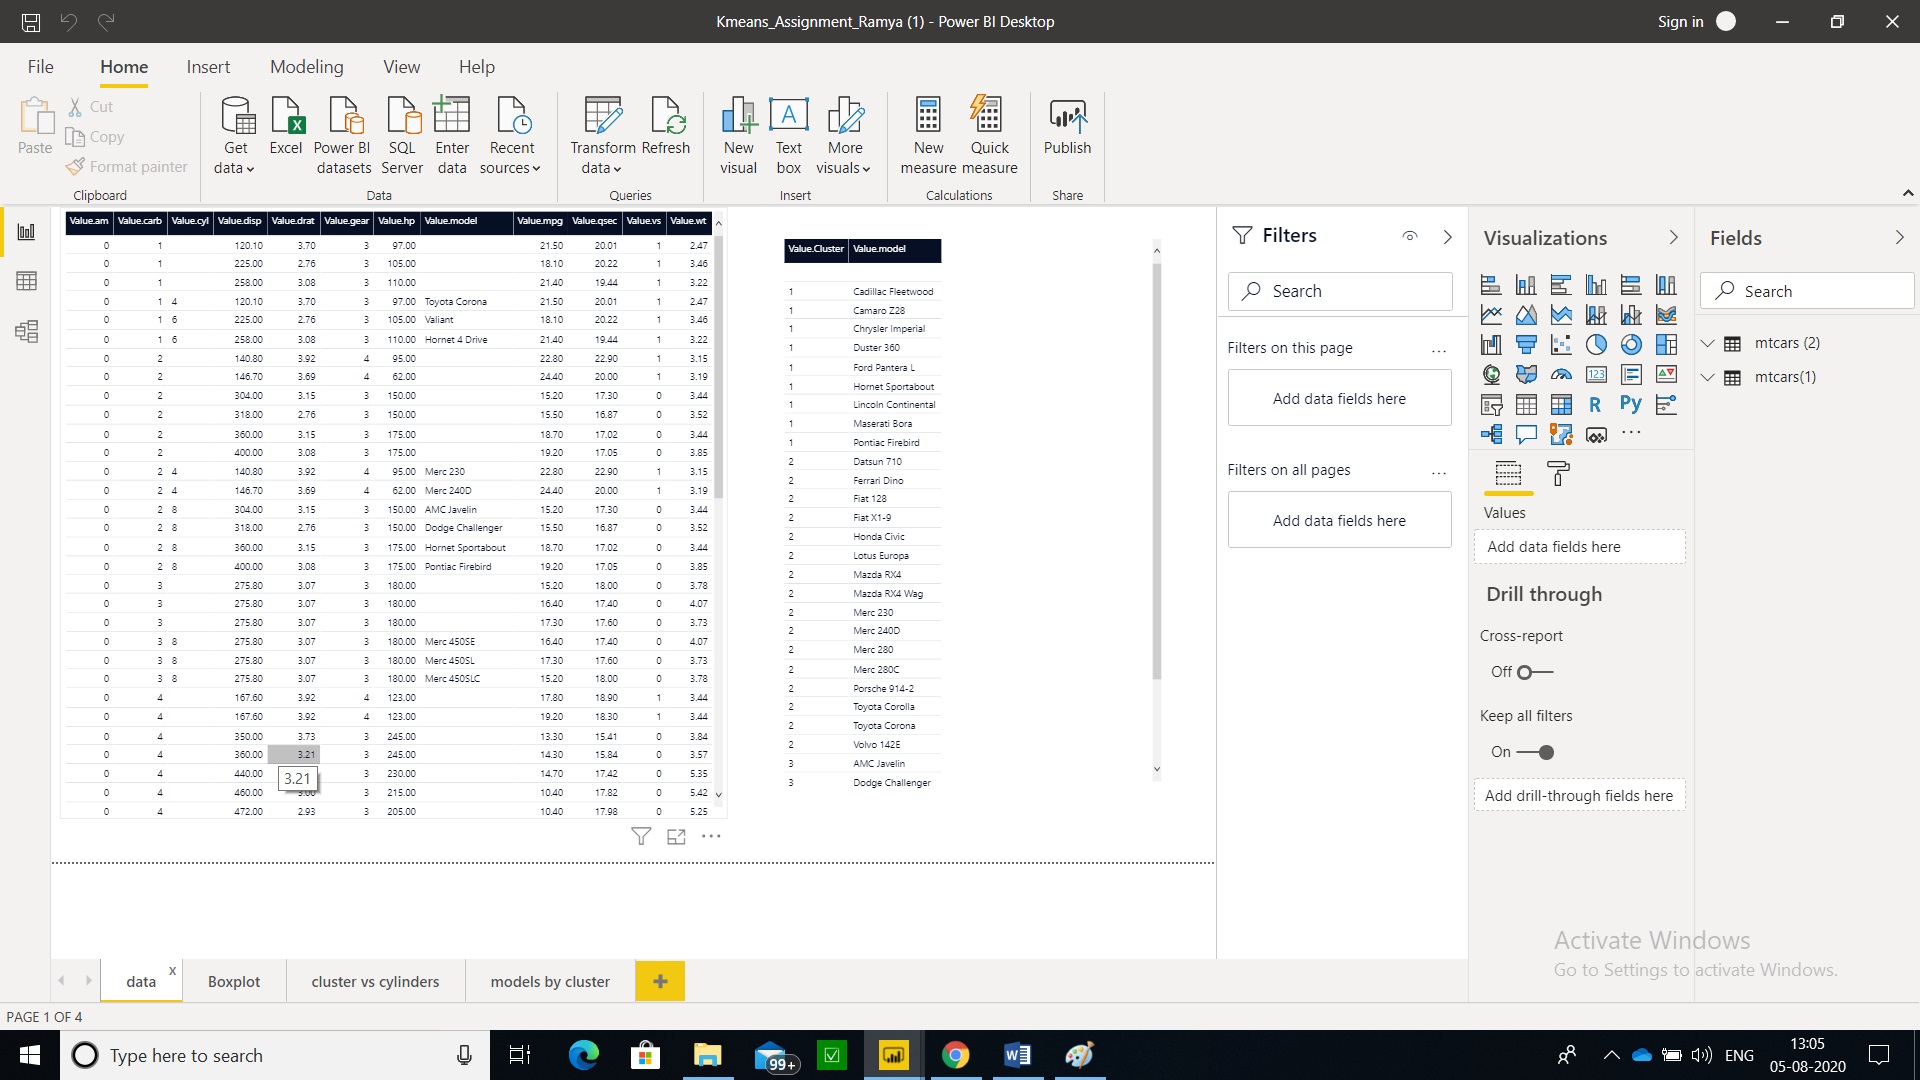 Kmeans_Assignment_Ramya (1) - Power BI Desktop
Sign in
File Home Insert Modeling View Help
Paste
Cut
Copy
Format painter
Clipboard
Get data
Excel
Power BI datasets
SQL Server
Enter data
Recent sources
Data
Transform data
Refresh
Queries
New visual
Text box
More visuals
Insert
New measure
Quick measure
Calculations
Publish
Share
Value.am Value.carb Value.cyl Value.disp Value.drat Value.gear Value.hp Value.model Value.mpg Value.qsec Value.vs Value.wt
0 1 120.10 3.70 3 97.00 21.50 20.01 1 2.47
0 1 225.00 2.76 3 105.00 18.10 20.22 1 3.46
0 1 258.00 3.08 3 110.00 21.40 19.44 1 3.22
0 1 4 120.10 3.70 3 97.00 Toyota Corona 21.50 20.01 1 2.47
0 1 6 225.00 2.76 3 105.00 Valiant 18.10 20.22 1 3.46
0 1 6 258.00 3.08 3 110.00 Hornet 4 Drive 21.40 19.44 1 3.22
0 2 140.80 3.92 4 95.00 22.80 22.90 1 3.15
0 2 146.70 3.69 4 62.00 24.40 20.00 1 3.19
0 2 304.00 3.15 3 150.00 15.20 17.30 0 3.44
0 2 318.00 2.76 3 150.00 15.50 16.87 0 3.52
0 2 360.00 3.15 3 175.00 18.70 17.02 0 3.44
0 2 400.00 3.08 3 175.00 19.20 17.05 0 3.85
0 2 4 140.80 3.92 4 95.00 Merc 230 22.80 22.90 1 3.15
0 2 4 146.70 3.69 4 62.00 Merc 240D 24.40 20.00 1 3.19
0 2 8 304.00 3.15 3 150.00 AMC Javelin 15.20 17.30 0 3.44
0 2 8 318.00 2.76 3 150.00 Dodge Challenger 15.50 16.87 0 3.52
0 2 8 360.00 3.15 3 175.00 Hornet Sportabout 18.70 17.02 0 3.44
0 2 8 400.00 3.08 3 175.00 Pontiac Firebird 19.20 17.05 0 3.85
0 3 275.80 3.07 3 180.00 15.20 18.00 0 3.78
0 3 275.80 3.07 3 180.00 16.40 17.40 0 4.07
0 3 275.80 3.07 3 180.00 17.30 17.60 0 3.73
0 3 8 275.80 3.07 3 180.00 Merc 450SE 16.40 17.40 0 4.07
0 3 8 275.80 3.07 3 180.00 Merc 450SL 17.30 17.60 0 3.73
0 3 8 275.80 3.07 3 180.00 Merc 450SLC 15.20 18.00 0 3.78
0 4 167.60 3.92 4 123.00 17.80 18.90 1 3.44
0 4 167.60 3.92 4 123.00 19.20 18.30 1 3.44
0 4 350.00 3.73 3 245.00 13.30 15.41 0 3.84
0 4 360.00 3.21 3 245.00 14.30 15.84 0 3.57
0 4 440.00 3 230.00 14.70 17.42 0 5.35
3.21
0 4 460.00 3.00 3 215.00 10.40 17.82 0 5.42
0 4 472.00 2.93 3 205.00 10.40 17.98 0 5.25
Value.Cluster Value.model
1 Cadillac Fleetwood
1 Camaro Z28
1 Chrysler Imperial
1 Duster 360
1 Ford Pantera L
1 Hornet Sportabout
1 Lincoln Continental
1 Maserati Bora
1 Pontiac Firebird
2 Datsun 710
2 Ferrari Dino
2 Fiat 128
2 Fiat X1-9
2 Honda Civic
2 Lotus Europa
2 Mazda RX4
2 Mazda RX4 Wag
2 Merc 230
2 Merc 240D
2 Merc 280
2 Merc 280C
2 Porsche 914-2
2 Toyota Corolla
2 Toyota Corona
2 Volvo 142E
3 AMC Javelin
3 Dodge Challenger
Filters
Search
Filters on this page ...
Add data fields here
Filters on all pages ...
Add data fields here
Visualizations
123
R
Py
...
Values
Add data fields here
Drill through
Cross-report
Off
Keep all filters
On
Add drill-through fields here
Fields
Search
mtcars (2)
mtcars(1)
Activate Windows
Go to Settings to activate Windows.
data x
Boxplot
cluster vs cylinders
models by cluster
+
PAGE 1 OF 4
Type here to search
99+
ENG
13:05
05-08-2020